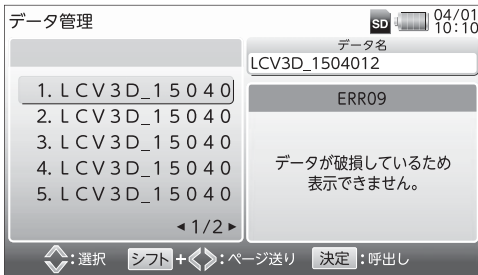 データ管理
SD
04/01
10:10
データ名
LCV3D_1504012
1. LCV3D_15040
2. LCV3D_15040
3. LCV3D_15040
4. LCV3D_15040
5. LCV3D_15040
◂1/2▸
ERR09
データが破損しているため
表示できません。
:選択 シフト+:ページ送り 決定:呼出し